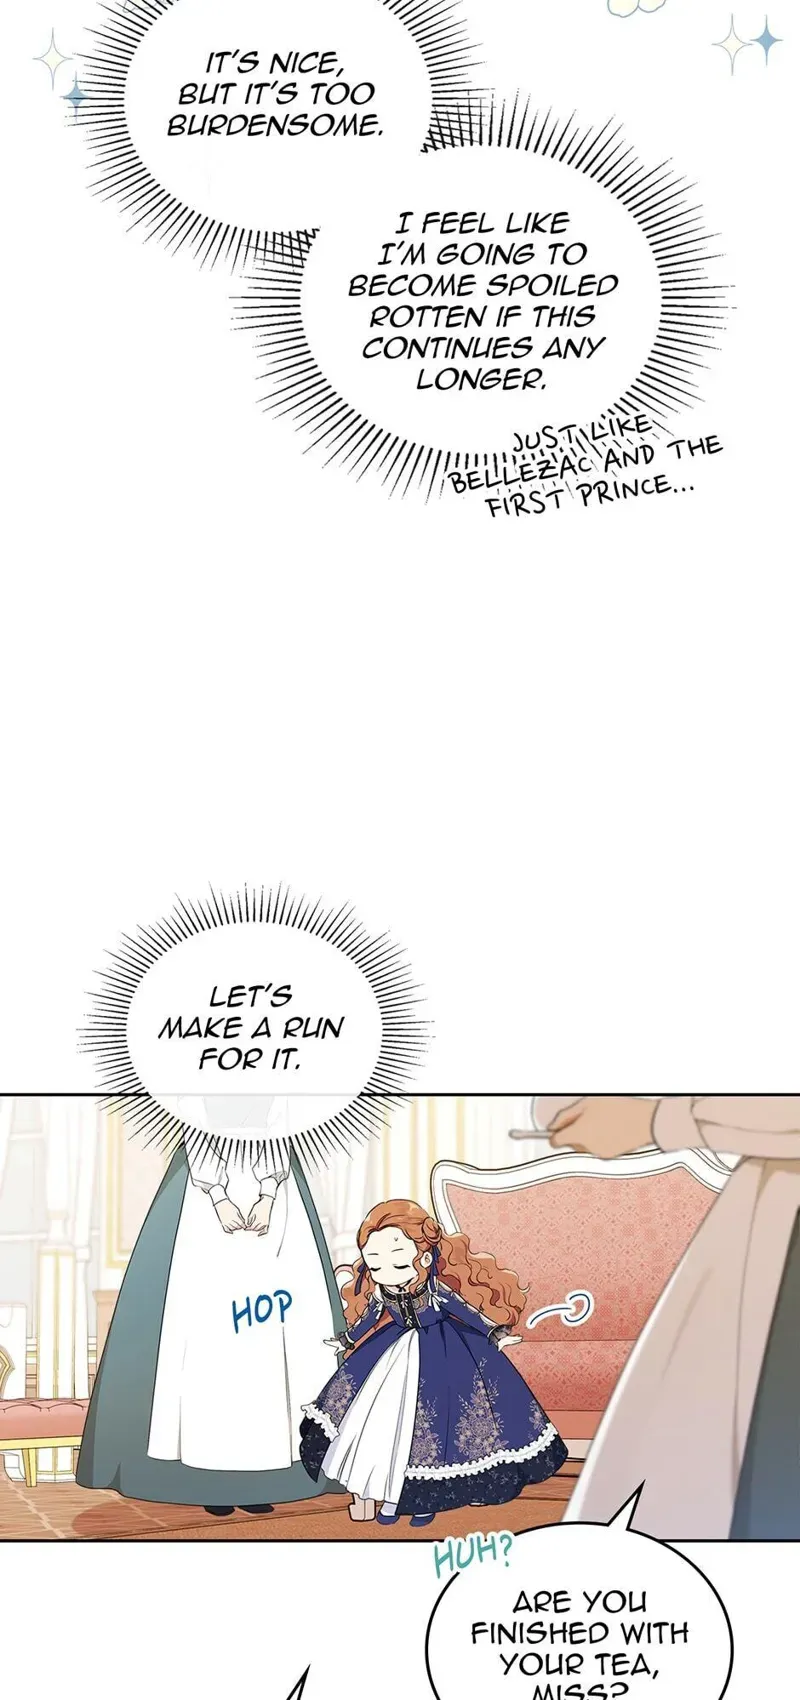 IT'S NICE,
BUT IT'S TOO
BURDENSOME.
I FEEL LIKE
I'M GOING TO
BECOME SPOILED
ROTTEN IF THIS
CONTINUES ANY
LONGER.
JUST LIKE
BELLEZAC AND THE
FIRST PRINCE...
LET'S
MAKE A RUN
FOR IT.
HOP
HUH?
ARE YOU
FINISHED WITH
YOUR TEA,
MISS?